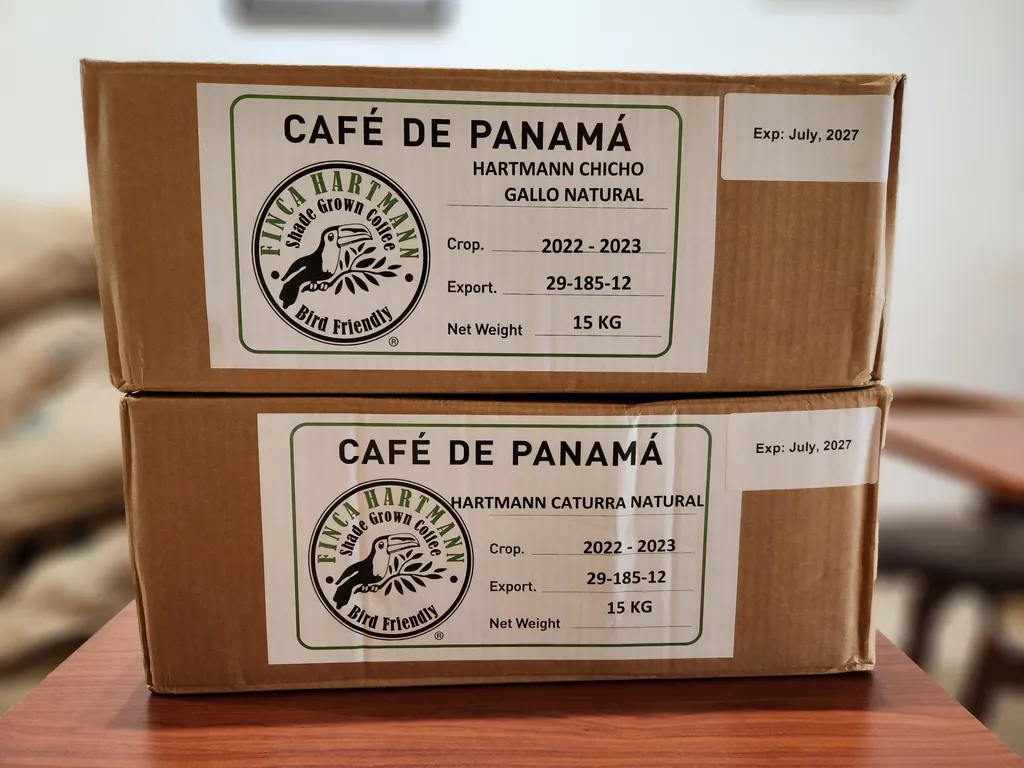 CAFÉ DE PANAMÁ
HARTMANN CHICHO
GALLO NATURAL
FINCA HARTMANN
Shade Grown Coffee
Bird Friendly
®
Crop. 2022 - 2023
Export. 29-185-12
Net Weight 15 KG
Exp: July, 2027
CAFÉ DE PANAMÁ
HARTMANN CATURRA NATURAL
FINCA HARTMANN
Shade Grown Coffee
Bird Friendly
®
Crop. 2022 - 2023
Export. 29-185-12
Net Weight 15 KG
Exp: July, 2027